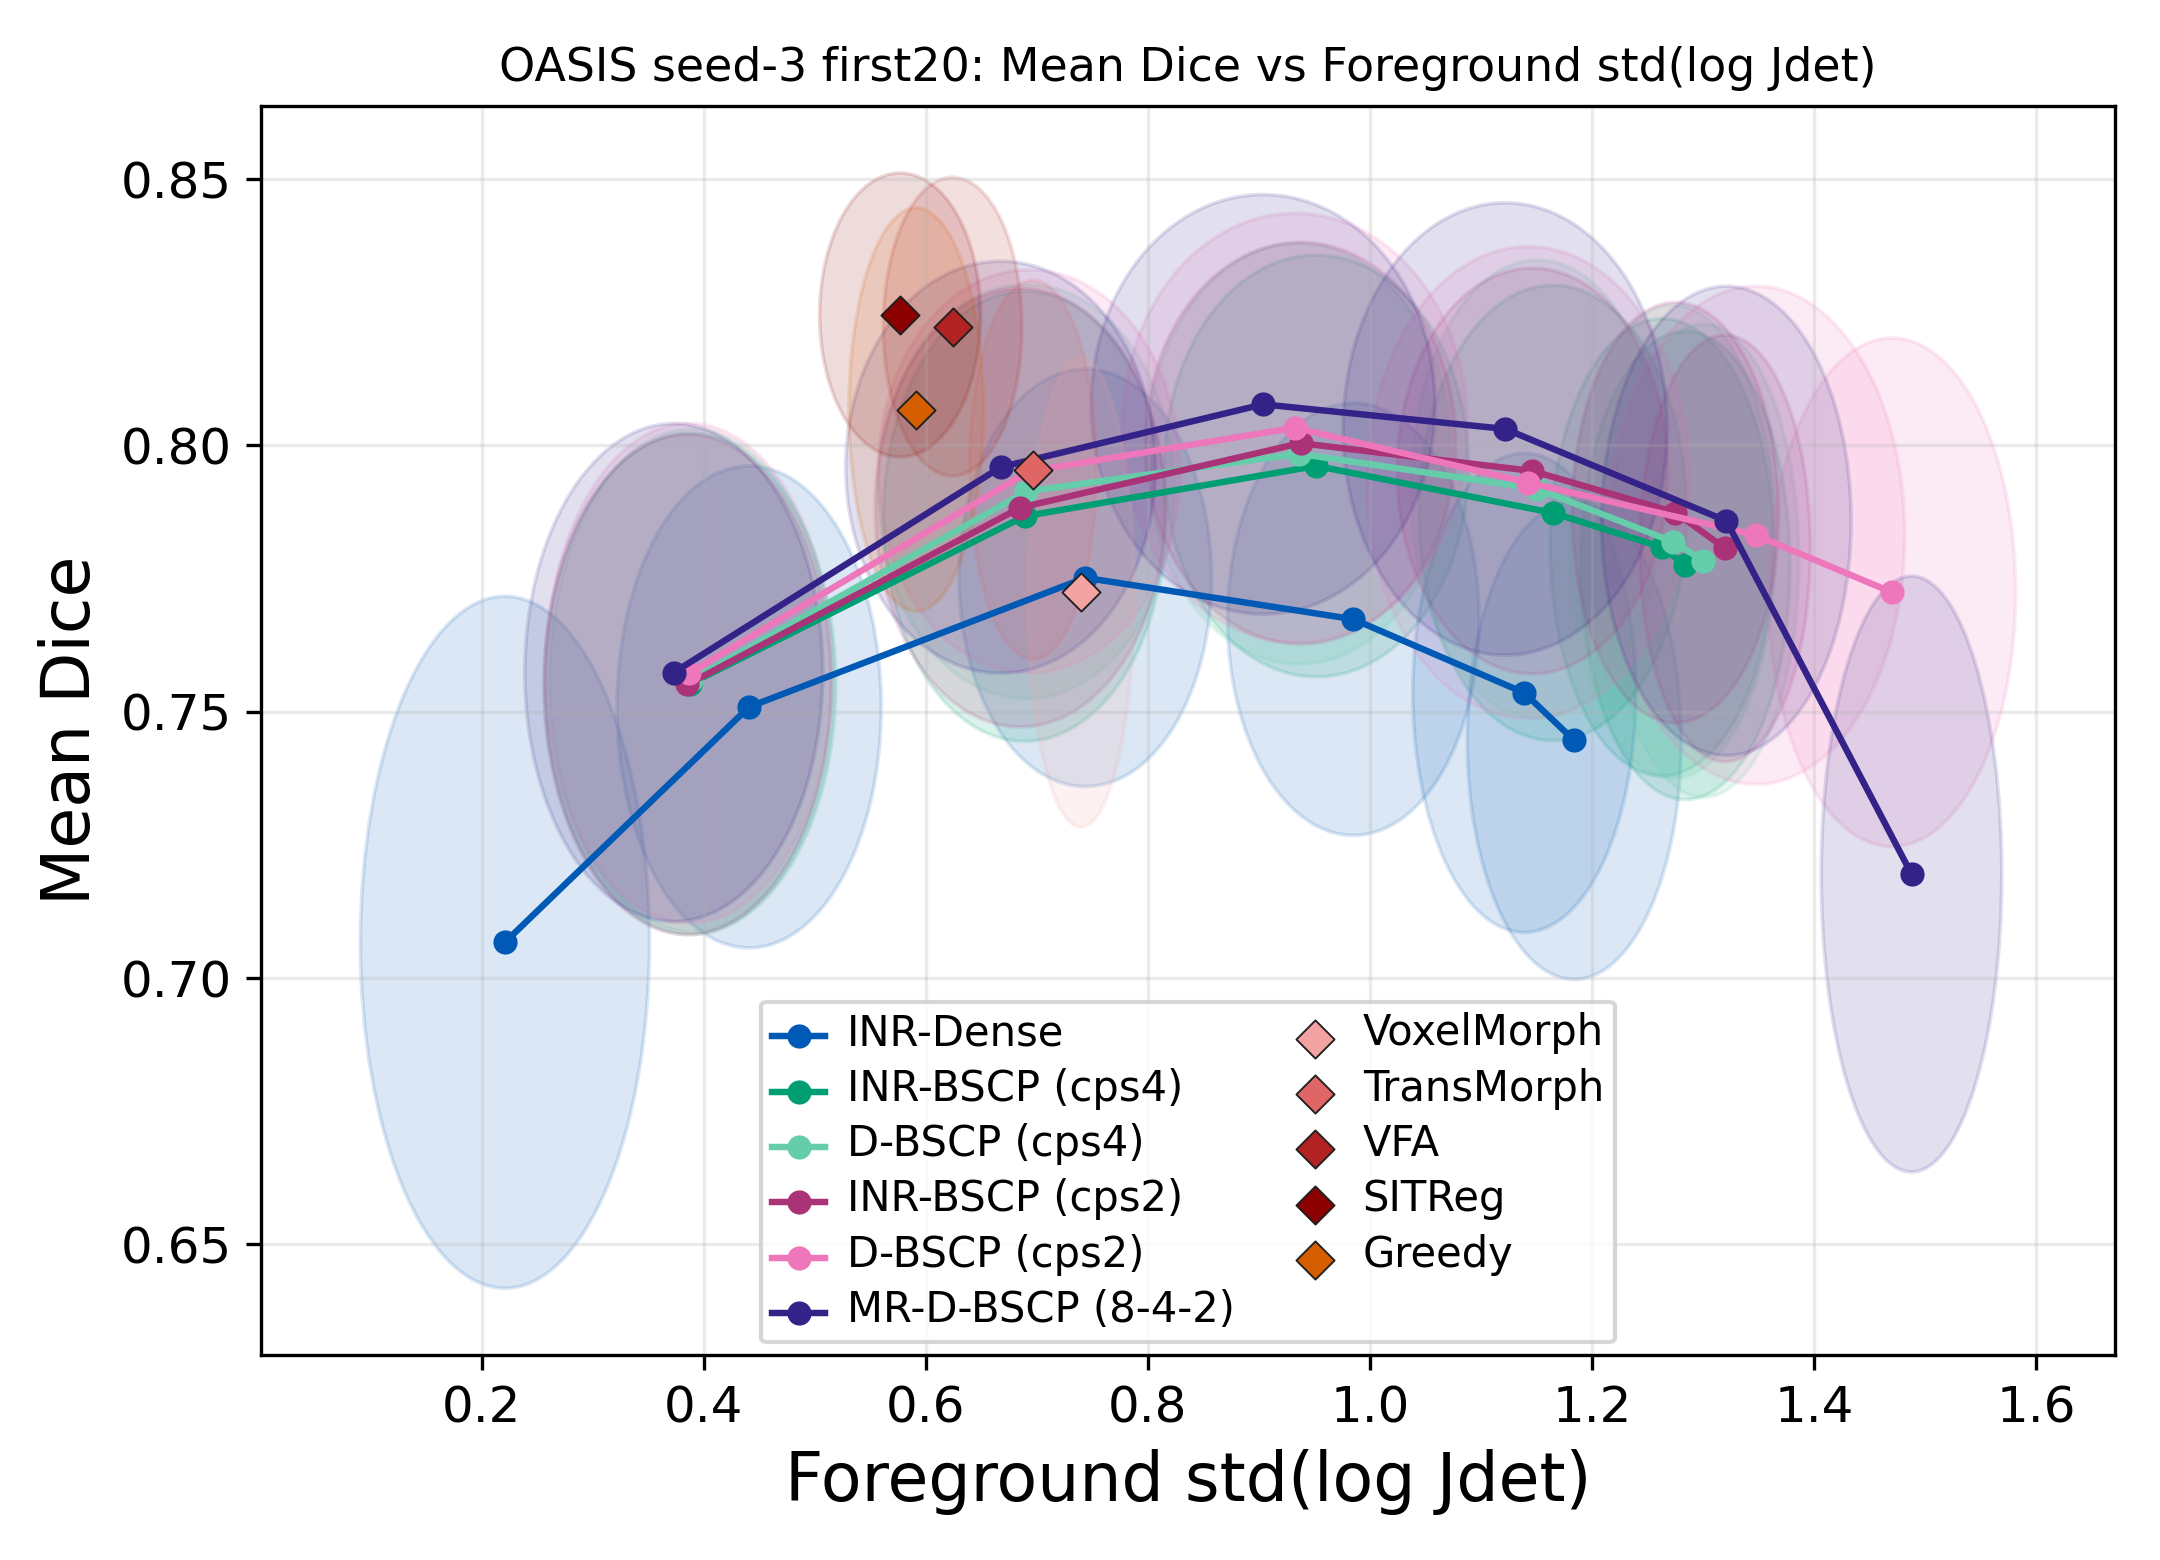 OASIS seed-3 first20: Mean Dice vs Foreground std(log Jdet)
Mean Dice
0.85
0.80
0.75
0.70
0.65
INR-Dense
INR-BSCP (cps4)
D-BSCP (cps4)
INR-BSCP (cps2)
D-BSCP (cps2)
MR-D-BSCP (8-4-2)
VoxelMorph
TransMorph
VFA
SITReg
Greedy
0.2 0.4 0.6 0.8 1.0 1.2 1.4 1.6
Foreground std(log Jdet)